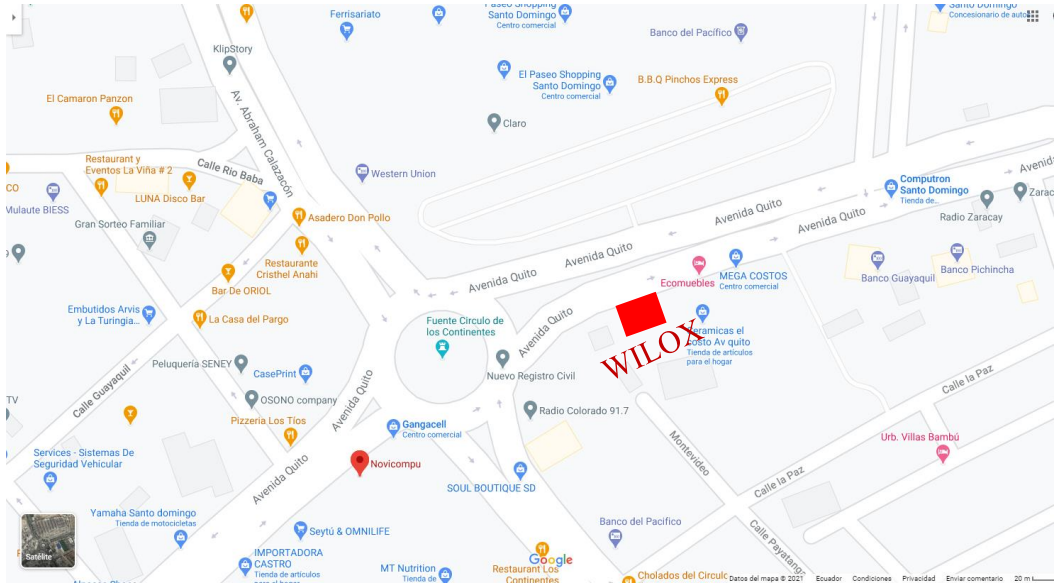 Ferrisariato
Santo Domingo
Centro comercial
Banco del Pacífico
Concesionario de auto
KlipStory
El Paseo Shopping
Santo Domingo
Centro comercial
B.B.Q Pinchos Express
El Camaron Panzon
Claro
Av. Abraham Calazacón
Restaurant y
Eventos La Viña # 2
Calle Rio Baba
Western Union
Avenid
CO
Mulaute BIESS
LUNA Disco Bar
Computron
Santo Domingo
Tienda de...
Zarac
Gran Sorteo Familiar
Asadero Don Pollo
Avenida Quito
Avenida Quito
Radio Zaracay
Restaurante
Cristhel Anahi
Avenida Quito
Avenida Quito
Bar De ORIOL
Ecomuebles
MEGA COSTOS
Centro comercial
Banco Guayaquil
Banco Pichincha
Embutidos Arvis
y La Turingia...
La Casa del Pargo
Fuente Circulo de
los Continentes
Avenida Quito
WILOX
Ceramicas el
costo Av quito
Tienda de artículos
para el hogar
Peluquería SENEY
CasePrint
Nuevo Registro Civil
Calle Guayaquil
Avenida Quito
Calle la Paz
TV
OSONO company
Pizzeria Los Tíos
Gangacell
Centro comercial
Radio Colorado 91.7
Montevideo
Urb. Villas Bambú
Services - Sistemas De
Seguridad Vehicular
Novicompu
Avenida Quito
SOUL BOUTIQUE SD
Calle la Paz
Yamaha Santo domingo
Tienda de motocicletas
Seytú & OMNILIFE
Banco del Pacifico
Calle Payatanga
Satélite
IMPORTADORA
CASTRO
Tienda de artículos
MT Nutrition
Tienda de
Google
Restaurant Los
Continentes
Cholados del Circulo
Datos del mapa © 2021 Ecuador Condiciones Privacidad Enviar comentario 20 m